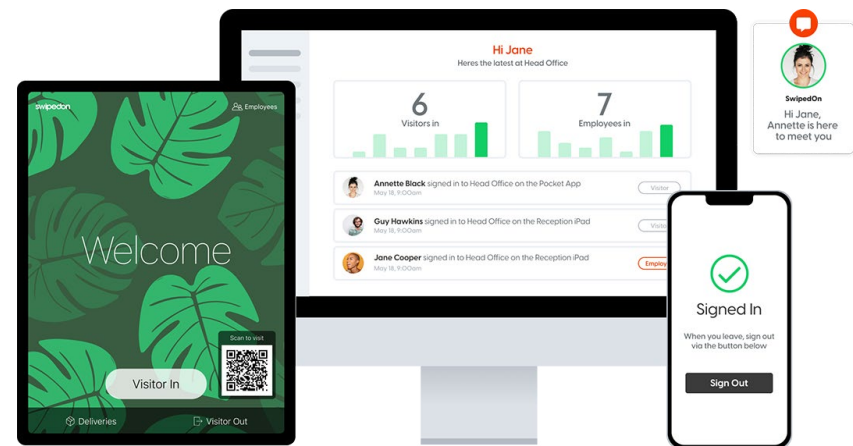 swipedon
Employees
Welcome
Scan to visit
Visitor In
Deliveries
Visitor Out
Hi Jane
Heres the latest at Head Office
6
Visitors in
7
Employees in
Annette Black signed in to Head Office on the Pocket App
May 18, 9:00am
Visitor
Guy Hawkins signed in to Head Office on the Reception iPad
May 18, 9:00am
Visito
Jane Cooper signed in to Head Office on the Reception iPad
May 18, 9:00am
Employ
SwipedOn
Hi Jane,
Annette is here
to meet you
Signed In
When you leave, sign out
via the button below
Sign Out